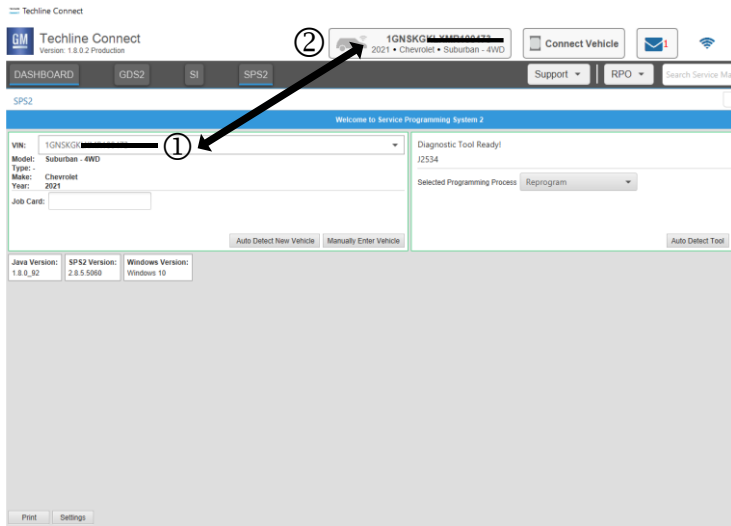 Techline Connect
GM
Techline Connect
Version: 1.8.0.2 Production
②
2021 • Chevrolet • Suburban - 4WD
Connect Vehicle
1
DASHBOARD GDS2 SI SPS2
Support
RPO
Search Service Ma
SPS2
Welcome to Service Programming System 2
VIN: 1GNSKGK
①
Model: Suburban - 4WD
Type: -
Make: Chevrolet
Year: 2021
Job Card:
Auto Detect New Vehicle Manually Enter Vehicle
Diagnostic Tool Ready!
J2534
Selected Programming Process Reprogram
Auto Detect Tool
Java Version: SPS2 Version: Windows Version:
1.8.0_92 2.8.5.5060 Windows 10
Print Settings